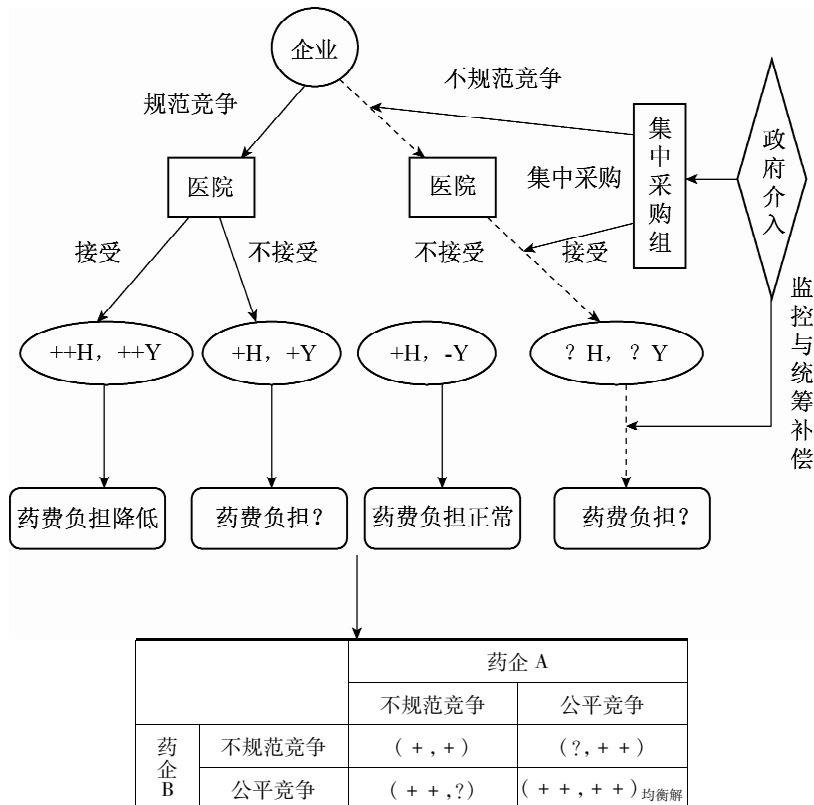 企业
不规范竞争
规范竞争
集中采购组
政府介入
医院
医院
集中采购
接受
不接受
不接受
接受
监控与统筹补偿
++H，++Y
+H，+Y
+H，-Y
？H，？Y
药费负担降低
药费负担？
药费负担正常
药费负担？
药企 A
不规范竞争
公平竞争
药企 B
不规范竞争
（+,+）
（?,++）
公平竞争
（++,?）
（++,++）均衡解